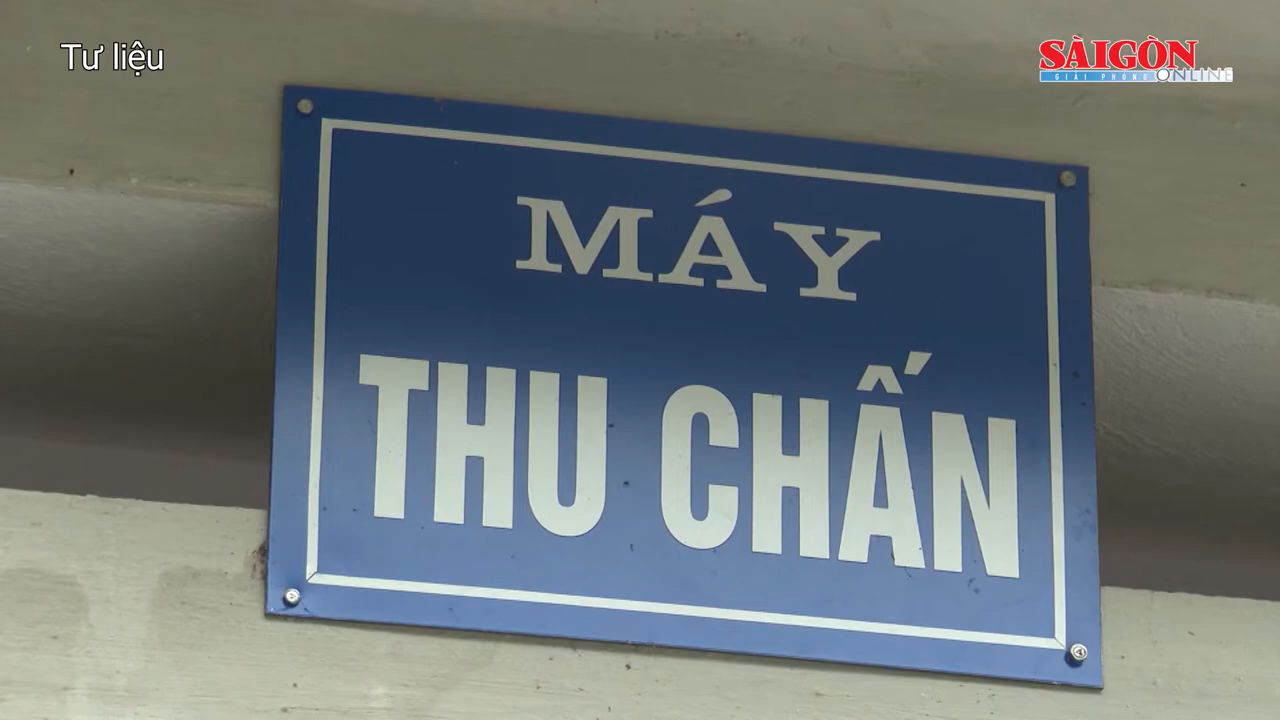 Tư liệu
SÀIGÒN
GIẢI PHÓNG ONLINE
MÁY
THU CHẤN